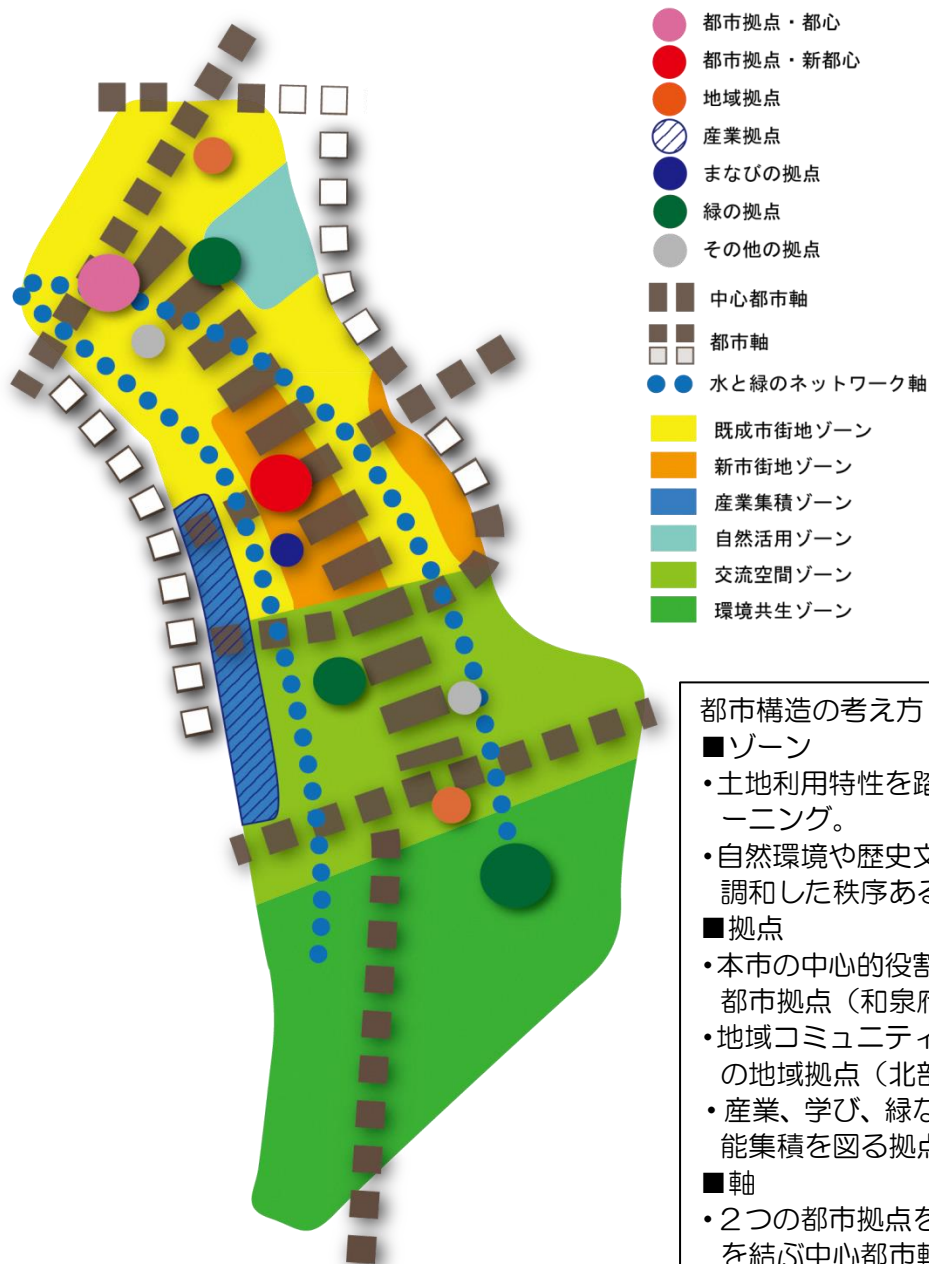 都市拠点・都心
都市拠点・新都心
地域拠点
産業拠点
まなびの拠点
緑の拠点
その他の拠点
中心都市軸
都市軸
水と緑のネットワーク軸
既成市街地ゾーン
新市街地ゾーン
産業集積ゾーン
自然活用ゾーン
交流空間ゾーン
環境共生ゾーン
都市構造の考え方
■ゾーン
・土地利用特性を踏
ーニング。
・自然環境や歴史文
調和した秩序ある
■拠点
・本市の中心的役割
都市拠点（和泉府
・地域コミュニティ
の地域拠点（北部
・産業、学び、緑な
能集積を図る拠点
■軸
・２つの都市拠点を
を結ぶ中心都市軸